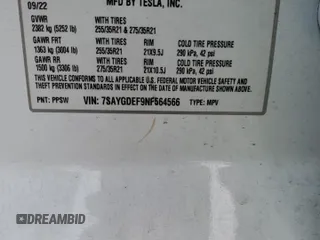 09/22 MFD BY TESLA, INC.
GVWR WITH TIRES
2382 kg (5252 lb) 255/35R21 & 275/35R21
GAWR FRT WITH TIRES RIM COLD TIRE PRESSURE
1363 kg (3004 lb) 255/35R21 21X9.5J 290 kPa, 42 psi
GAWR RR WITH TIRES RIM COLD TIRE PRESSURE
1500 kg (3306 lb) 275/35R21 21X10.5J 290 kPa, 42 psi
THIS VEHICLE CONFORMS TO ALL APPLICABLE U.S. FEDERAL MOTOR VEHICLE SAFETY AND
THEFT PREVENTION STANDARDS IN EFFECT ON THE DATE OF MANUFACTURE SHOWN ABOVE.
PNT: PPSW VIN: 7SAYGDEF9NF564566 TYPE: MPV
DREAMBID